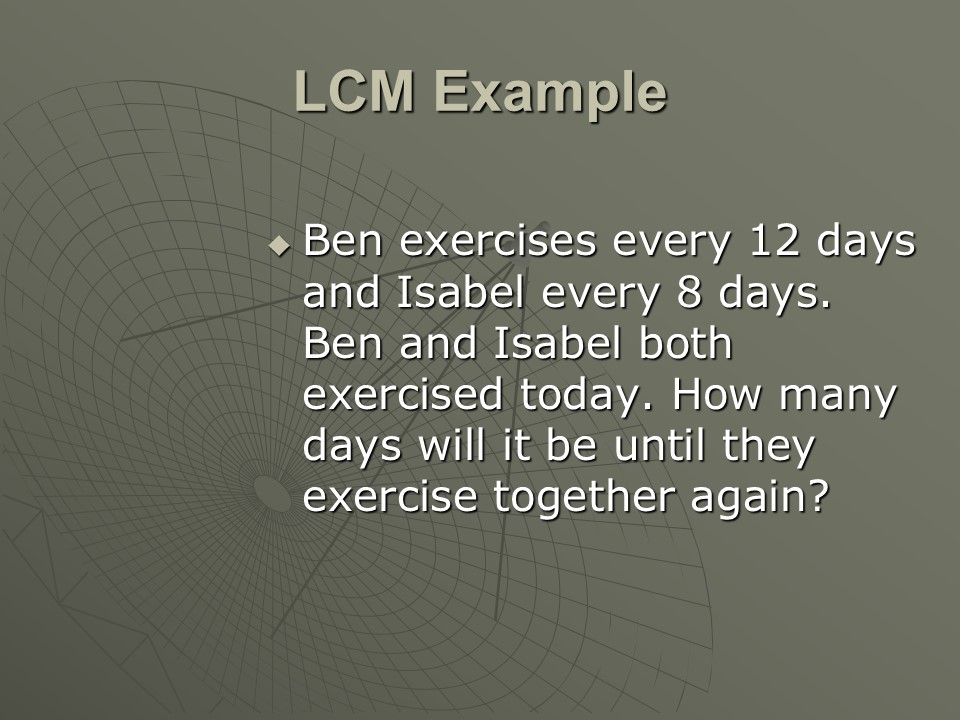 LCM Example
Ben exercises every 12 days
and Isabel every 8 days.
Ben and Isabel both
exercised today. How many
days will it be until they
exercise together again?